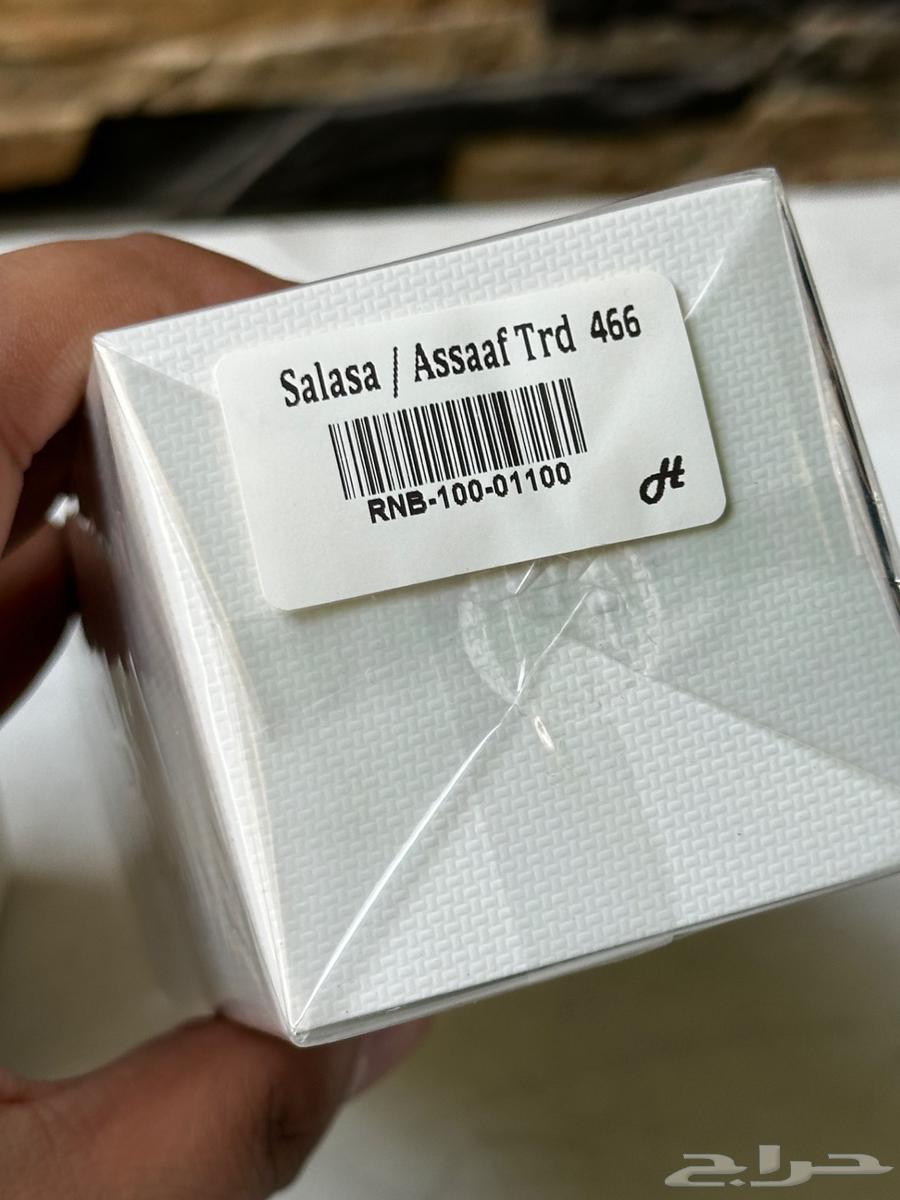 Salasa / Assaaf Trd 466
RNB-100-01100
H
حراج